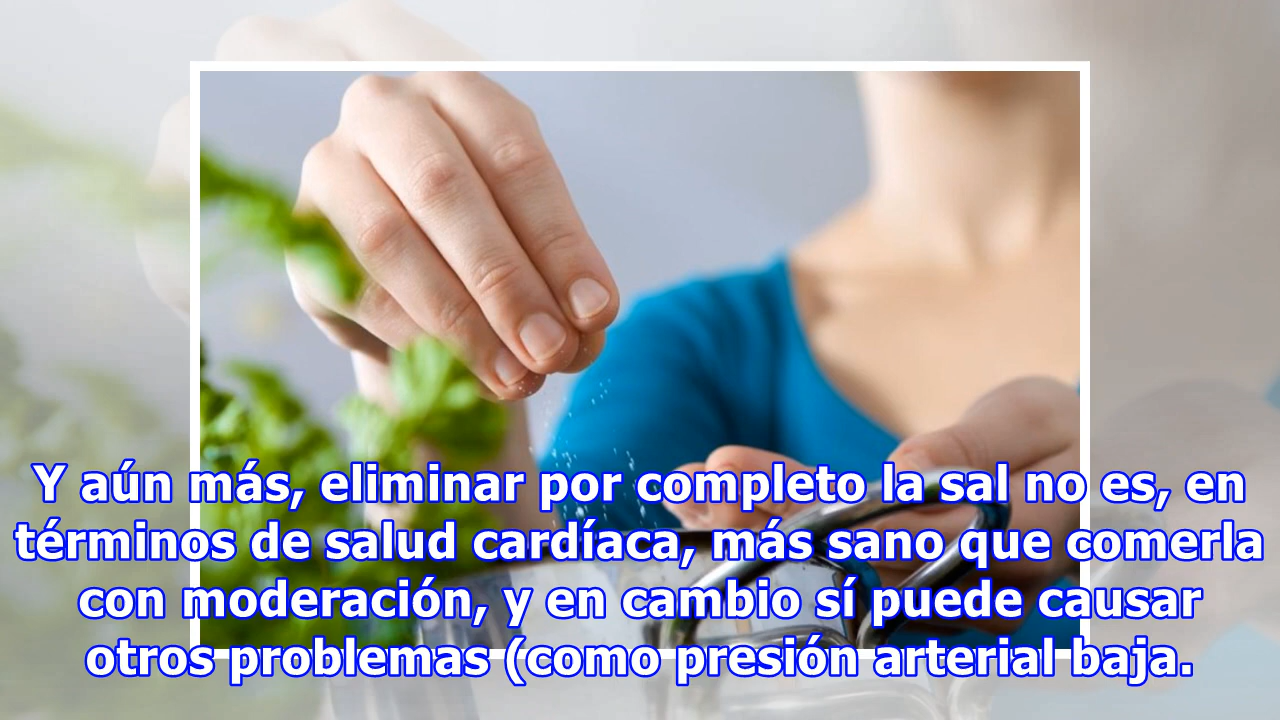 Y aún más, eliminar por completo la sal no es, en
términos de salud cardíaca, más sano que comerla
con moderación, y en cambio sí puede causar
otros problemas (como presión arterial baja.